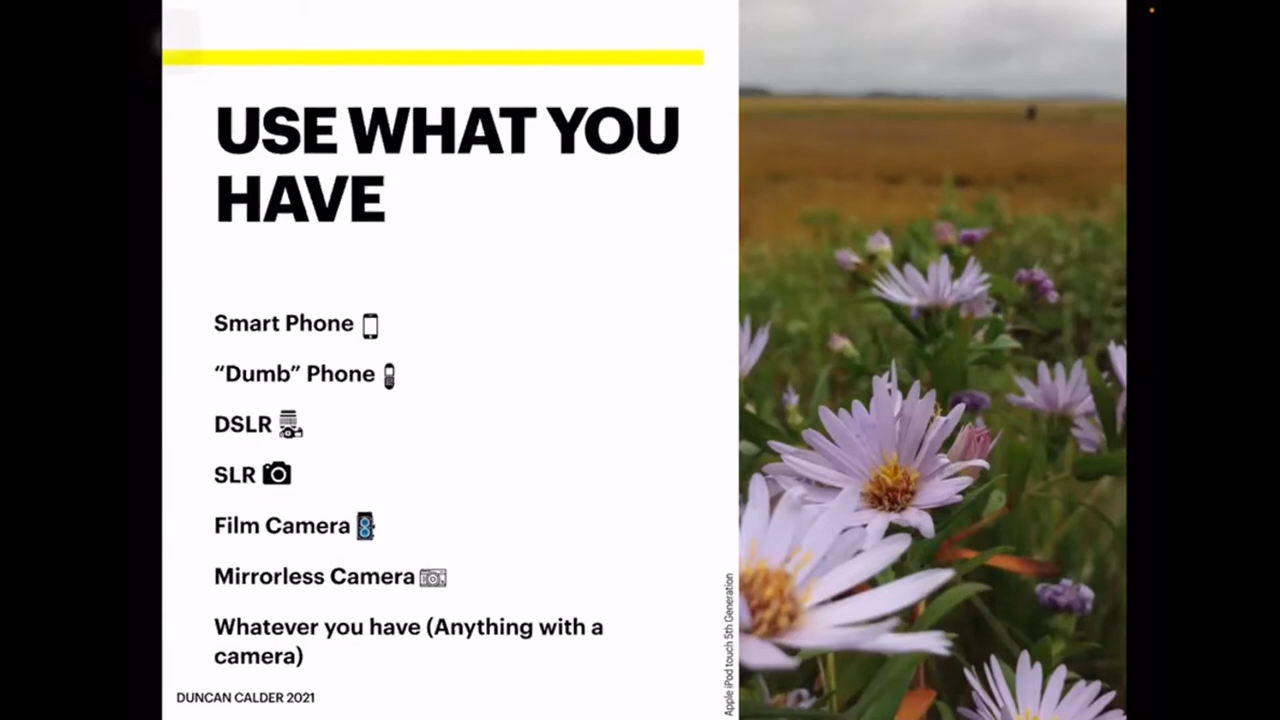 USE WHAT YOU
HAVE
Smart Phone
“Dumb” Phone
DSLR
SLR
Film Camera
Mirrorless Camera
Whatever you have (Anything with a
camera)
DUNCAN CALDER 2021
Apple iPod touch 5th Generation